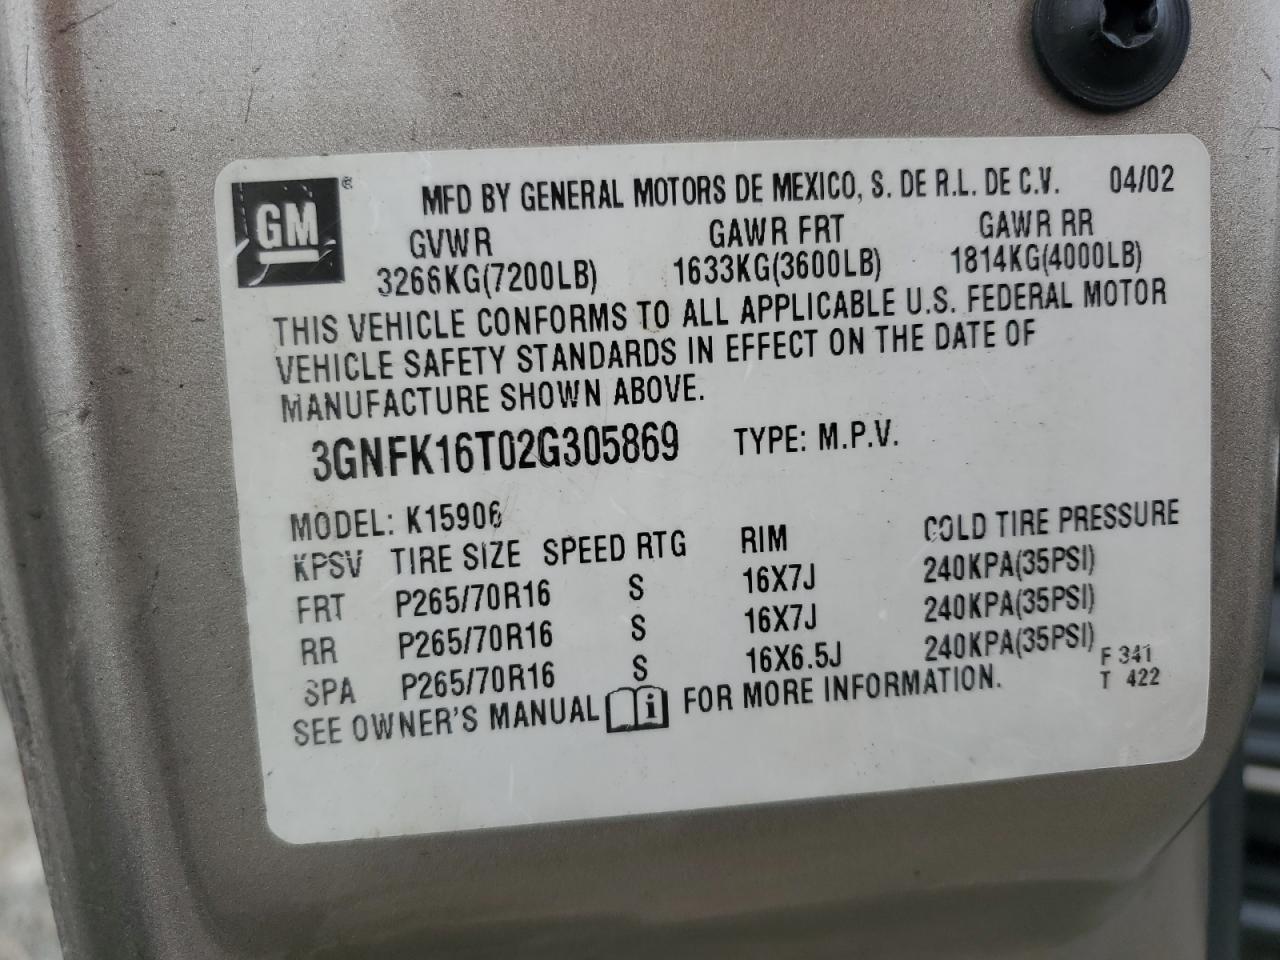 GM ®
MFD BY GENERAL MOTORS DE MEXICO, S. DE R.L. DE C.V. 04/02
GVWR GAWR FRT GAWR RR
3266KG(7200LB) 1633KG(3600LB) 1814KG(4000LB)
THIS VEHICLE CONFORMS TO ALL APPLICABLE U.S. FEDERAL MOTOR
VEHICLE SAFETY STANDARDS IN EFFECT ON THE DATE OF
MANUFACTURE SHOWN ABOVE.
3GNFK16T02G305869 TYPE: M.P.V.
MODEL: K15906
KPSV TIRE SIZE SPEED RTG RIM COLD TIRE PRESSURE
FRT P265/70R16 S 16X7J 240KPA(35PSI)
RR P265/70R16 S 16X7J 240KPA(35PSI)
SPA P265/70R16 S 16X6.5J 240KPA(35PSI)
SEE OWNER'S MANUAL i FOR MORE INFORMATION.
F 341
T 422